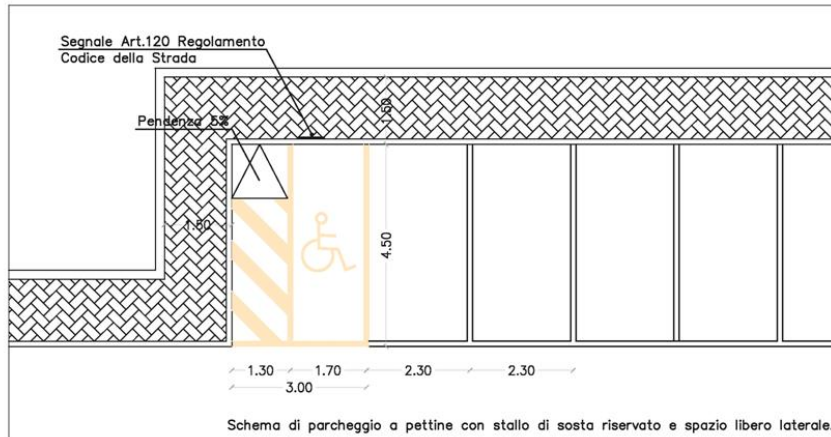 Segnale Art.120 Regolamento
Codice della Strada
1.50
Pendenza 5%
1.50
4.50
1.30
1.70
2.30
2.30
3.00
Schema di parcheggio a pettine con stallo di sosta riservato e spazio libero laterale.